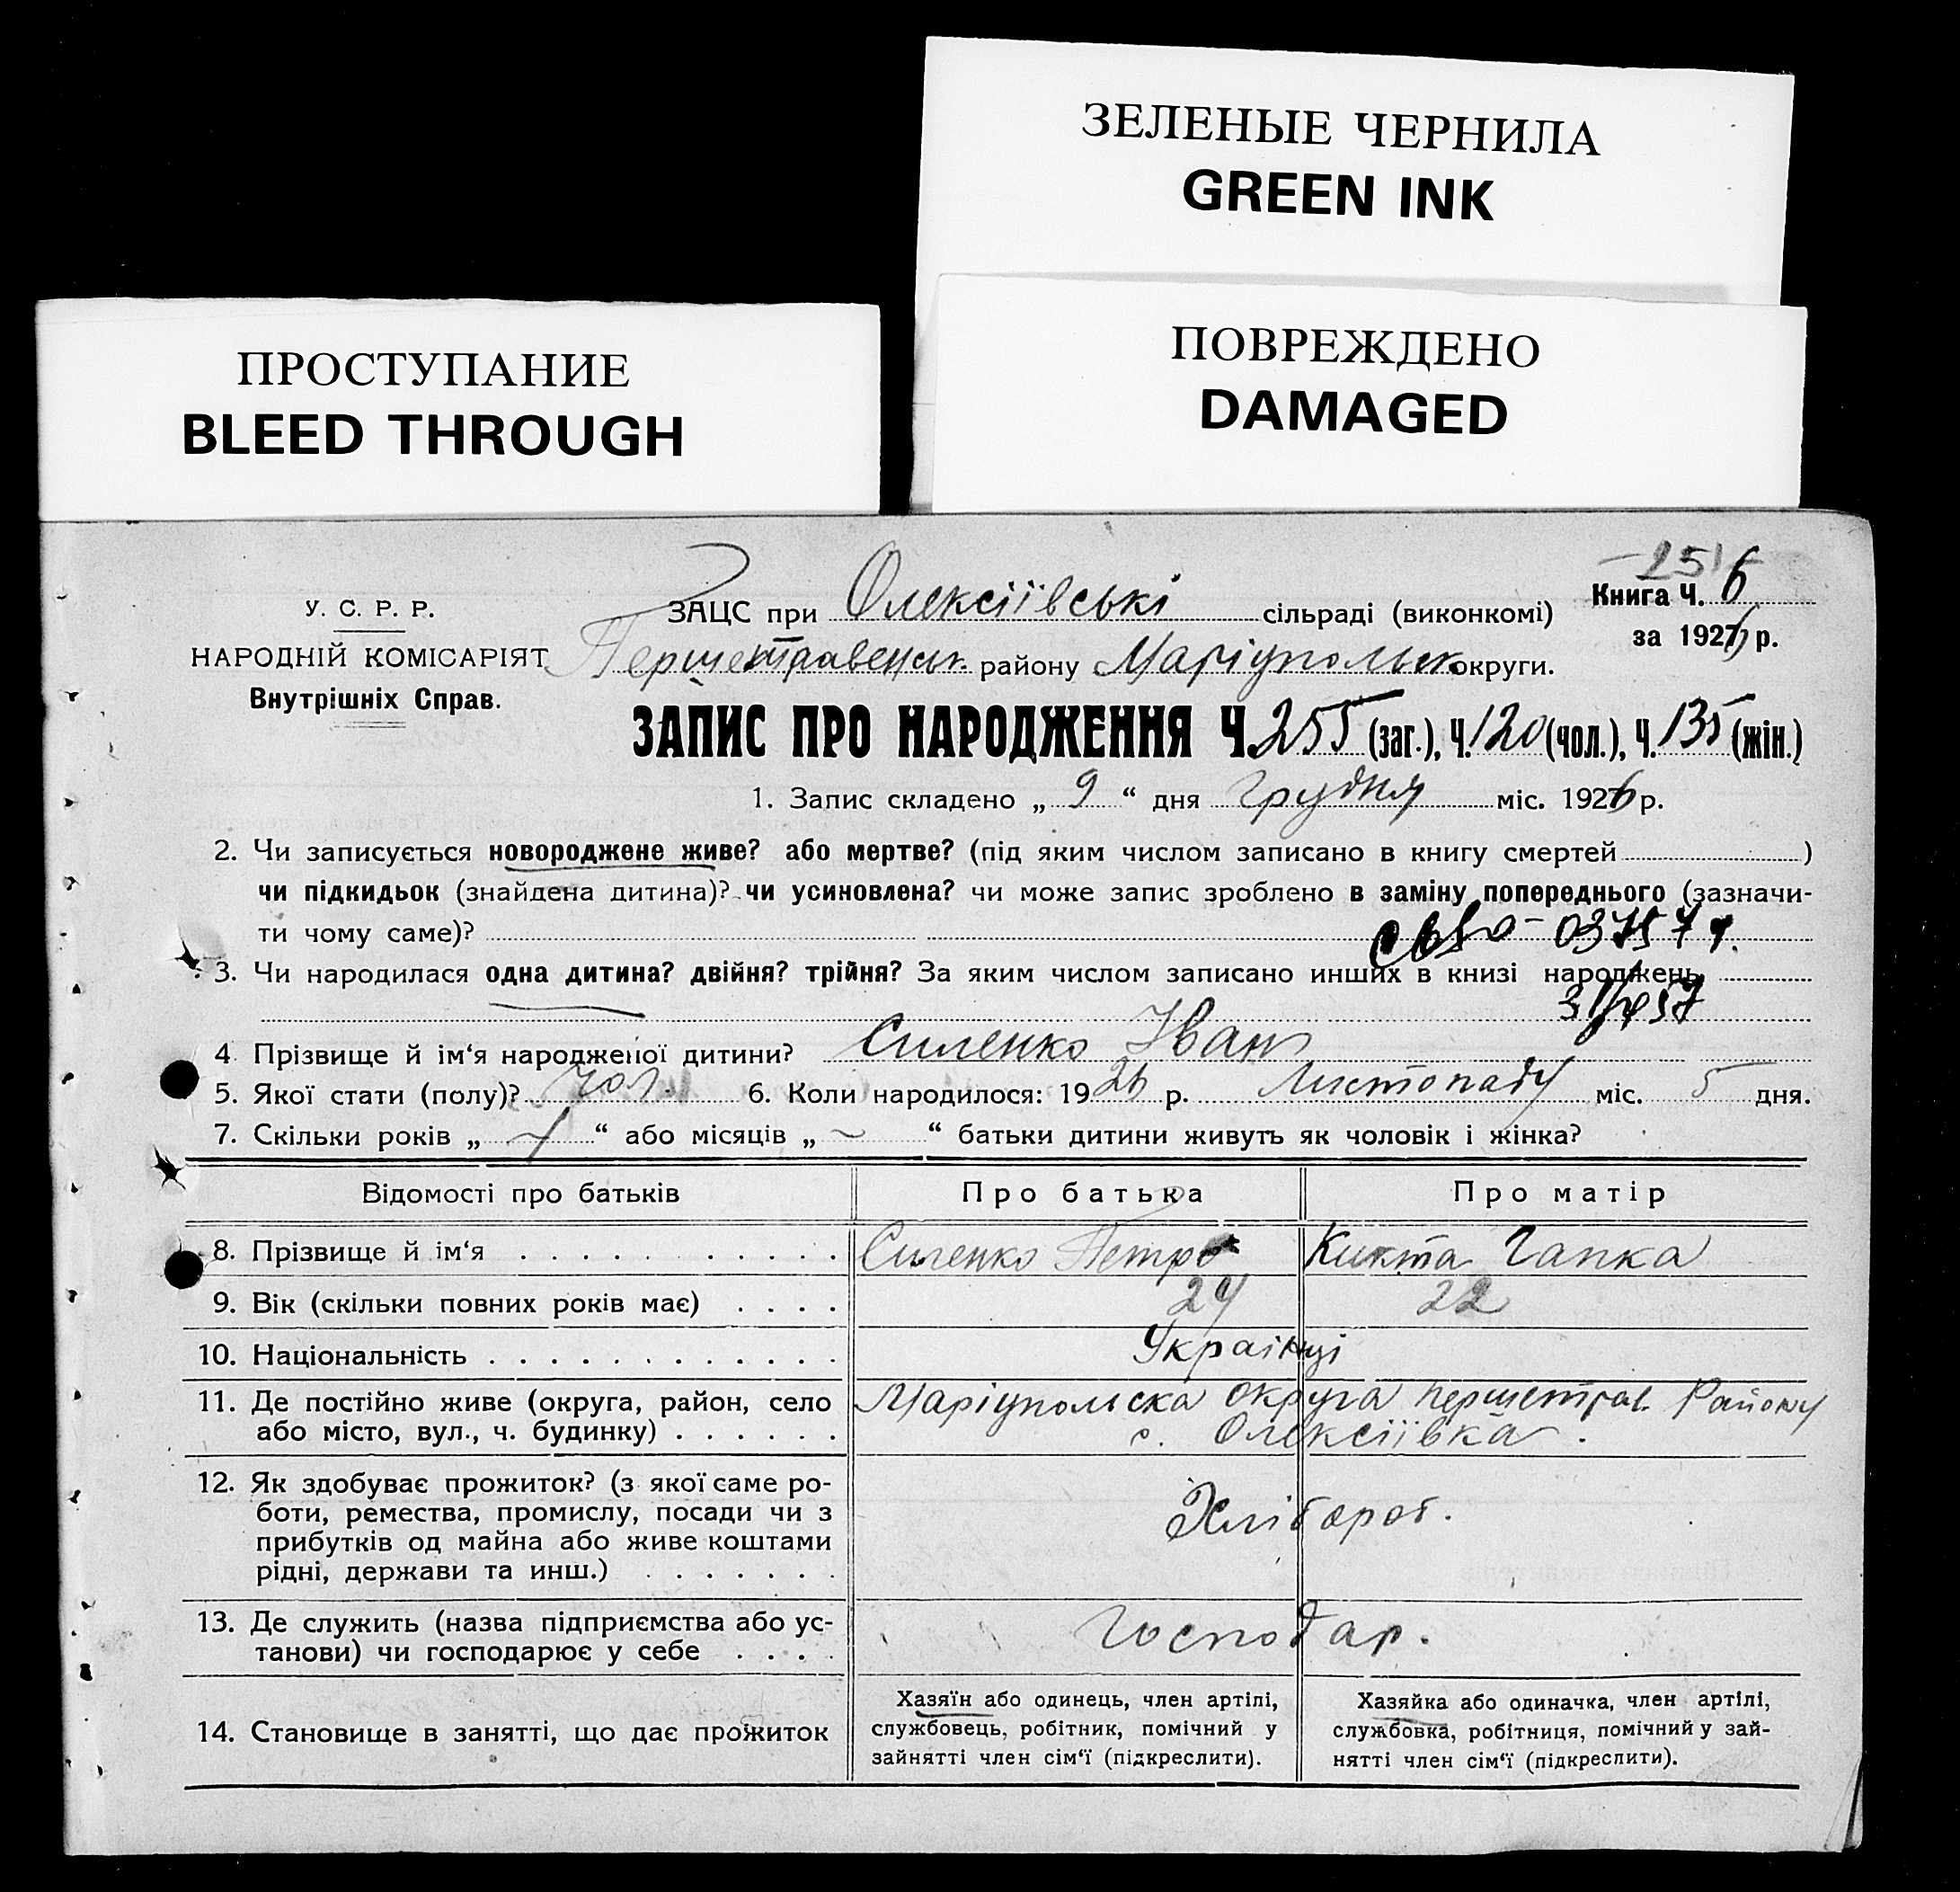 ЗЕЛЕНЫЕ ЧЕРНИЛА
GREEN INK
ПРОСТУПАНИЕ
BLEED THROUGH
ПОВРЕЖДЕНО
DAMAGED
У. С. Р. Р.
НАРОДНІЙ КОМІСАРІЯТ
Внутрішніх Справ.
Книга Ч. 6
за 1926 р.
ЗАЦС при Олексіївські сільраді (виконкомі)
Першетравенськ. району Маріупольск. округи.
ЗАПИС ПРО НАРОДЖЕННЯ Ч. 255 (заг.), Ч. 120 (чол.), Ч. 135 (жін.)
1. Запис складено „ 9 “ дня грудня міс. 1926 р.
2. Чи записується новороджене живе? або мертве? (під яким числом записано в книгу смертей )
чи підкидьок (знайдена дитина)? чи усиновлена? чи може запис зроблено в заміну попереднього (зазначи-
ти чому саме)?
3. Чи народилася одна дитина? двійня? трійня? За яким числом записано инших в книзі народжень
4. Прізвище й ім‘я народженої дитини? Силенко Іван
5. Якої стати (полу)? чол. 6. Коли народилося: 1926 р. Листопаду міс. 5 дня.
7. Скільки років „ “ або місяців „ – “ батьки дитини живуть як чоловік і жінка?
Відомості про батьків Про батька Про матір
8. Прізвище й ім‘я . . . . . . . . . . Силенко Петро Кикта Гапка
9. Вік (скільки повних років має) . . . . 24 22
10. Національність . . . . . . . . . . . . . Українці
11. Де постійно живе (округа, район, село Маріупольска округа першетрав. Району
або місто, вул., ч. будинку) . . . . . . с. Олексіївка.
12. Як здобуває прожиток? (з якої саме ро-
боти, ремества, промислу, посади чи з Хлібороб.
прибутків од майна або живе коштами
рідні, держави та инш.) . . . . . . .
13. Де служить (назва підприємства або ус-
танови) чи господарює у себе . . . . Господар.
14. Становище в занятті, що дає прожиток
Хазяїн або одинець, член артілі,
службовець, робітник, помічний у
зайнятті член сім‘ї (підкреслити).
Хазяйка або одиначка, член артілі,
службовка, робітниця, помічний у зай-
нятті член сім‘ї (підкреслити).